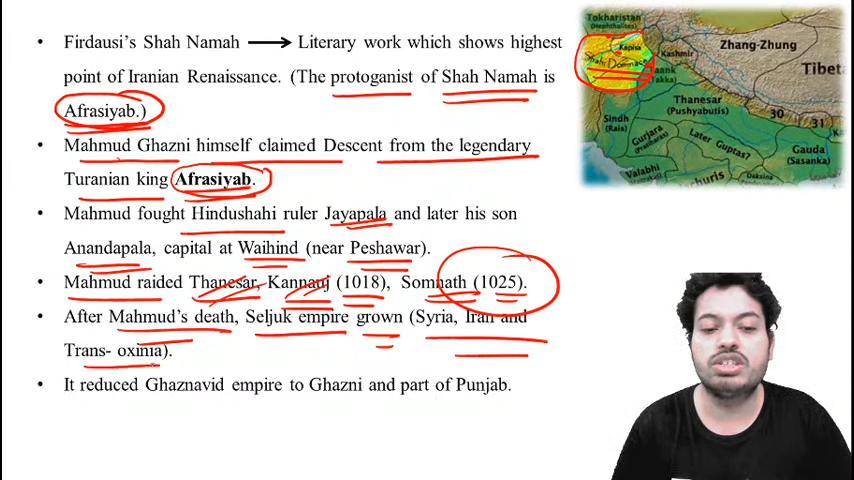 Firdausi's Shah Namah → Literary work which shows highest
point of Iranian Renaissance. (The protoganist of Shah Namah is
Afrasiyab.)
Mahmud Ghazni himself claimed Descent from the legendary
Turanian king Afrasiyab.
Mahmud fought Hindushahi ruler Jayapala and later his son
Anandapala, capital at Waihind (near Peshawar).
Mahmud raided Thanesar, Kannauj (1018), Somnath (1025).
After Mahmud's death, Seljuk empire grown (Syria, Iran and
Trans- oxinia).
It reduced Ghaznavid empire to Ghazni and part of Punjab.
Tokharistan
(Hephthalites)
Kapisa
Kashmir
Zhang-Zhung
Tibet
(Takka)
Thanesar
(Pushyabutis)
Sindh
(Rais)
Gurjara
Later Guptas?
30
31
Gauda
(Sasanka)
Valabhi